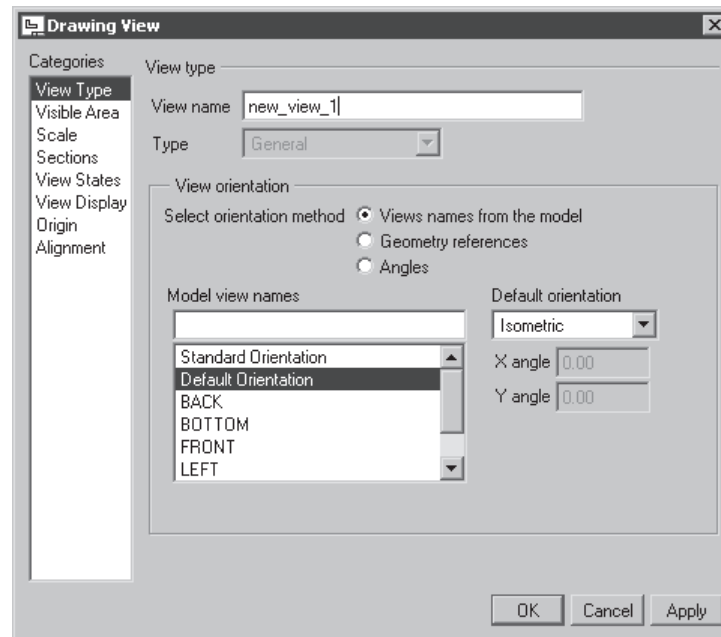 Drawing View
Categories
View Type
Visible Area
Scale
Sections
View States
View Display
Origin
Alignment
View type
View name new_view_1
Type General
View orientation
Select orientation method Views names from the model
Geometry references
Angles
Model view names
Standard Orientation
Default Orientation
BACK
BOTTOM
FRONT
LEFT
Default orientation
Isometric
X angle 0.00
Y angle 0.00
OK Cancel Apply